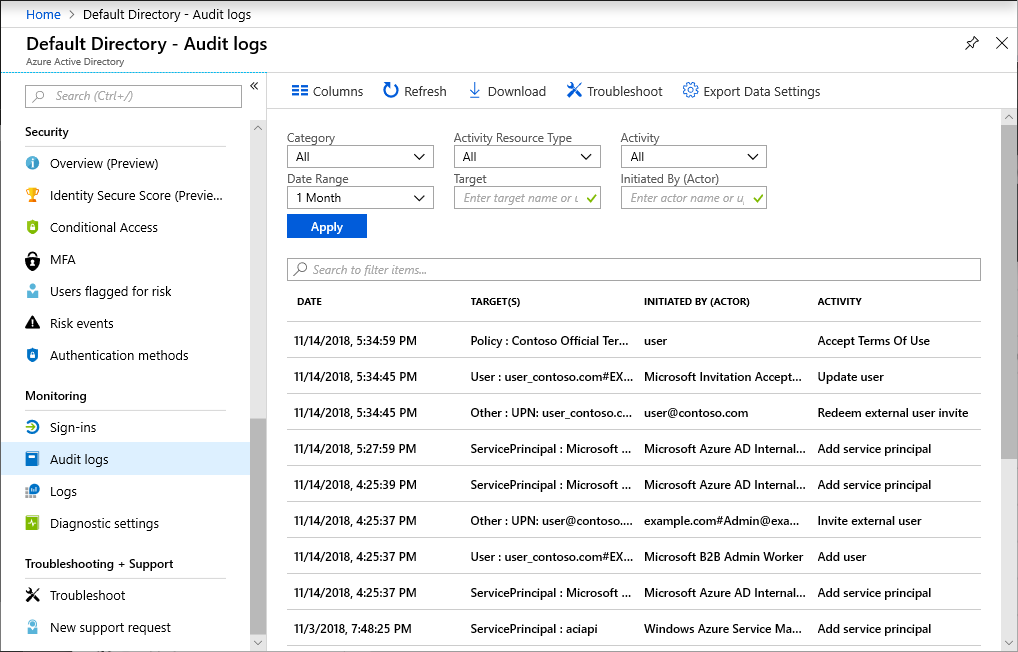 Home > Default Directory - Audit logs
Default Directory - Audit logs
Azure Active Directory
Search (Ctrl+/)
Security
Overview (Preview)
Identity Secure Score (Previe...
Conditional Access
MFA
Users flagged for risk
Risk events
Authentication methods
Monitoring
Sign-ins
Audit logs
Logs
Diagnostic settings
Troubleshooting + Support
Troubleshoot
New support request
Columns Refresh Download Troubleshoot Export Data Settings
Category Activity Resource Type Activity
All All All
Date Range Target Initiated By (Actor)
1 Month Enter target name or u Enter actor name or u
Apply
Search to filter items...
DATE TARGET(S) INITIATED BY (ACTOR) ACTIVITY
11/14/2018, 5:34:59 PM Policy : Contoso Official Ter... user Accept Terms Of Use
11/14/2018, 5:34:45 PM User : user_contoso.com#EX... Microsoft Invitation Accept... Update user
11/14/2018, 5:34:45 PM Other : UPN: user_contoso.c... user@contoso.com Redeem external user invite
11/14/2018, 5:27:59 PM ServicePrincipal : Microsoft ... Microsoft Azure AD Internal... Add service principal
11/14/2018, 4:25:39 PM ServicePrincipal : Microsoft ... Microsoft Azure AD Internal... Add service principal
11/14/2018, 4:25:37 PM Other : UPN: user@contoso.... example.com#Admin@exa... Invite external user
11/14/2018, 4:25:37 PM User : user_contoso.com#EX... Microsoft B2B Admin Worker Add user
11/14/2018, 4:25:37 PM ServicePrincipal : Microsoft ... Microsoft Azure AD Internal... Add service principal
11/3/2018, 7:48:25 PM ServicePrincipal : aciapi Windows Azure Service Ma... Add service principal